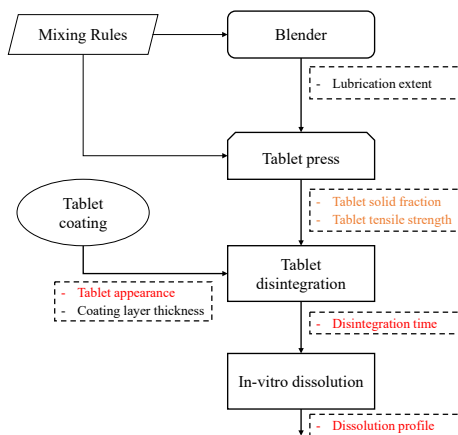 Mixing Rules
Blender
- Lubrication extent
Tablet press
- Tablet solid fraction
- Tablet tensile strength
Tablet
coating
Tablet
disintegration
- Tablet appearance
- Coating layer thickness
- Disintegration time
In-vitro dissolution
- Dissolution profile